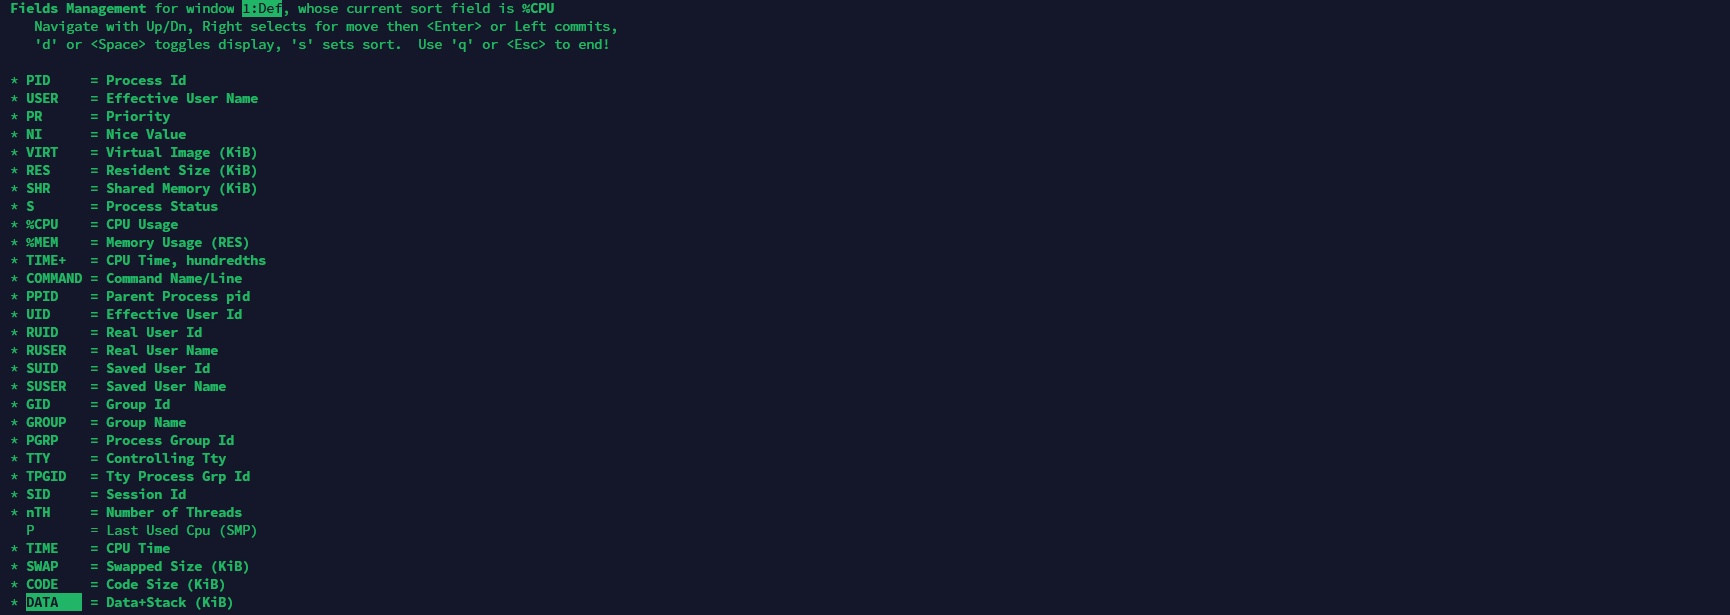 Fields Management for window 1:Def, whose current sort field is %CPU
   Navigate with Up/Dn, Right selects for move then <Enter> or Left commits,
   'd' or <Space> toggles display, 's' sets sort.  Use 'q' or <Esc> to end!

* PID     = Process Id
* USER    = Effective User Name
* PR      = Priority
* NI      = Nice Value
* VIRT    = Virtual Image (KiB)
* RES     = Resident Size (KiB)
* SHR     = Shared Memory (KiB)
* S       = Process Status
* %CPU    = CPU Usage
* %MEM    = Memory Usage (RES)
* TIME+   = CPU Time, hundredths
* COMMAND = Command Name/Line
* PPID    = Parent Process pid
* UID     = Effective User Id
* RUID    = Real User Id
* RUSER   = Real User Name
* SUID    = Saved User Id
* SUSER   = Saved User Name
* GID     = Group Id
* GROUP   = Group Name
* PGRP    = Process Group Id
* TTY     = Controlling Tty
* TPGID   = Tty Process Grp Id
* SID     = Session Id
* nTH     = Number of Threads
  P       = Last Used Cpu (SMP)
* TIME    = CPU Time
* SWAP    = Swapped Size (KiB)
* CODE    = Code Size (KiB)
* DATA    = Data+Stack (KiB)